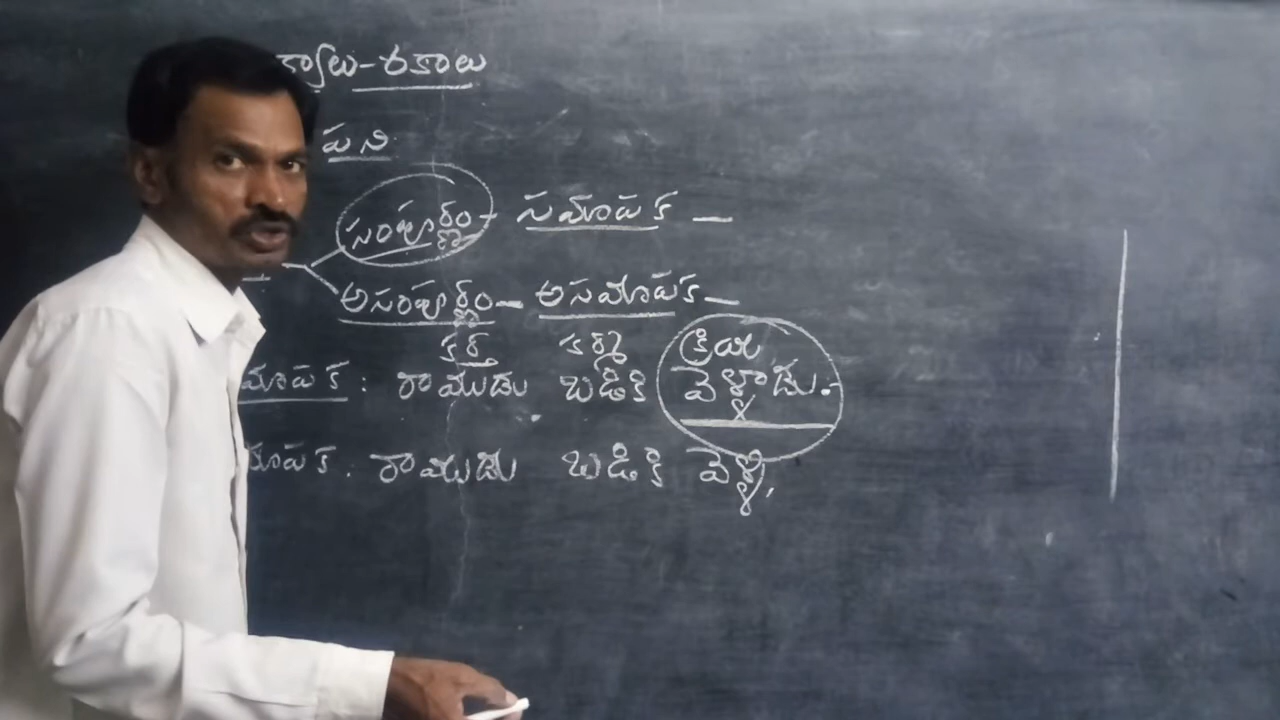 క్యాలు-రకాలు
పని
సంపూర్ణం- సమాపక -
అసంపూర్ణం- అసమాపక-
కర్త కర్మ క్రియ
మాపక: రాముడు బడికి వెళ్ళాడు.-
మాపక: రాముడు బడికి వెళ్ళి,